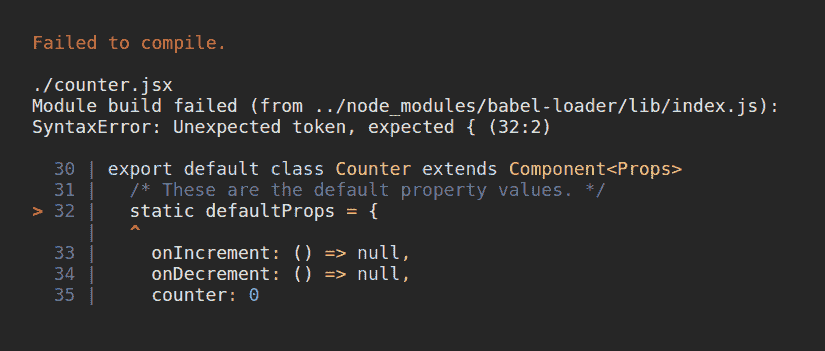 Failed to compile.
./counter.jsx
Module build failed (from ../node_modules/babel-loader/lib/index.js):
SyntaxError: Unexpected token, expected { (32:2)
  30 | export default class Counter extends Component<Props>
  31 |   /* These are the default property values. */
> 32 |   static defaultProps = {
     |   ^
  33 |     onIncrement: () => null,
  34 |     onDecrement: () => null,
  35 |     counter: 0